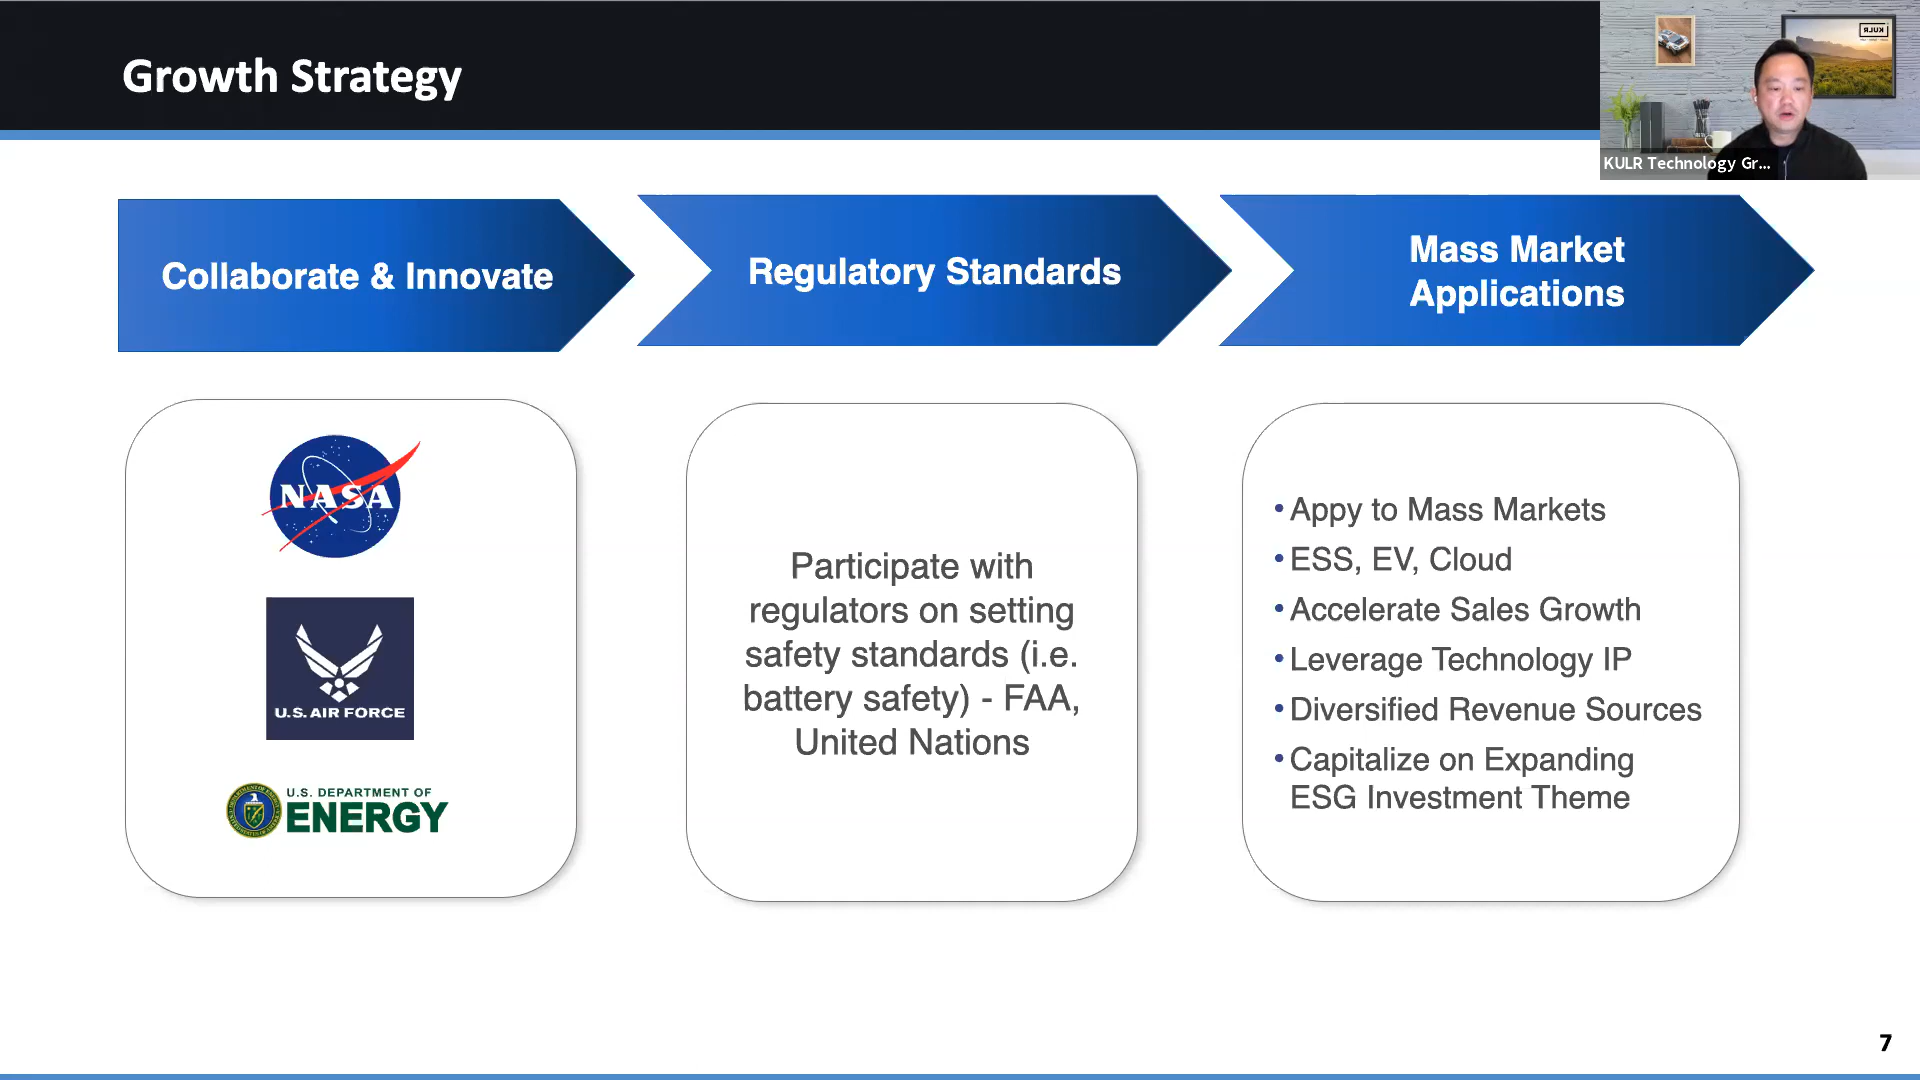 Growth Strategy
KULR
KULR Technology Gr...
Collaborate & Innovate
Regulatory Standards
Mass Market
Applications
NASA
U.S. AIR FORCE
U.S. DEPARTMENT OF
ENERGY
Participate with
regulators on setting
safety standards (i.e.
battery safety) - FAA,
United Nations
• Appy to Mass Markets
• ESS, EV, Cloud
• Accelerate Sales Growth
• Leverage Technology IP
• Diversified Revenue Sources
• Capitalize on Expanding
ESG Investment Theme
7